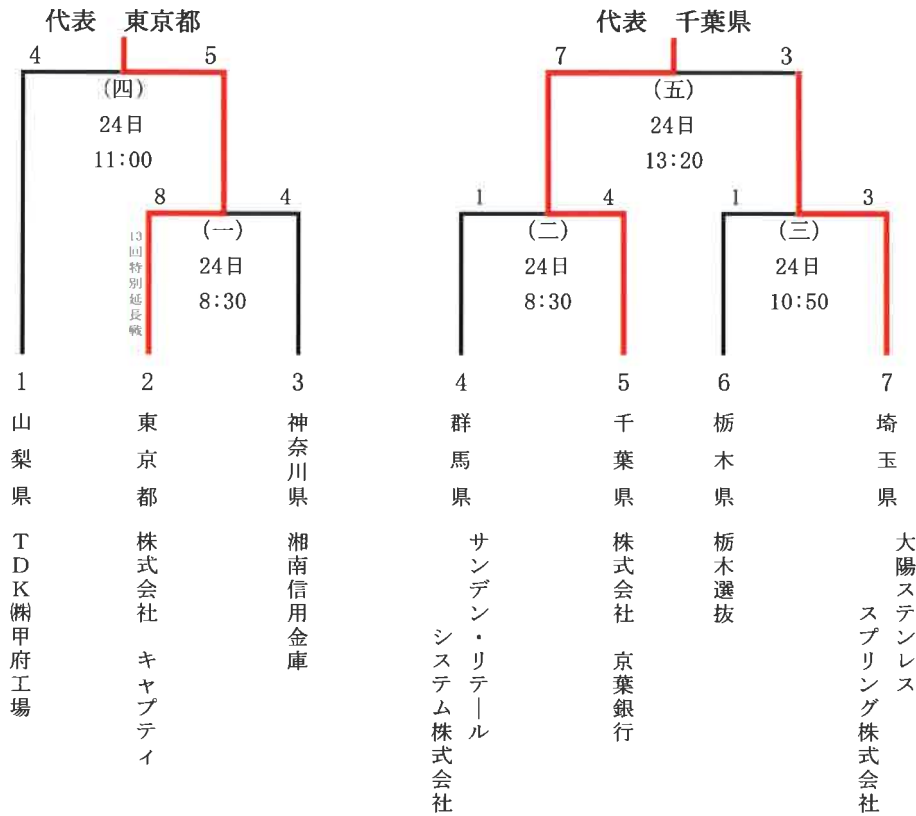 代表 東京都
4 5
(四)
24日
11:00
8 4
(一)
24日
8:30
13回特別延長戦
代表 千葉県
7 3
(五)
24日
13:20
1 4
(二)
24日
8:30
1 3
(三)
24日
10:50
1
山梨県 TDK㈱甲府工場
2
東京都 株式会社 キャプティ
3
神奈川県 湘南信用金庫
4
群馬県 サンデン・リテール
システム株式会社
5
千葉県 株式会社 京葉銀行
6
栃木県 栃木選抜
7
埼玉県 大陽ステンレス
スプリング株式会社